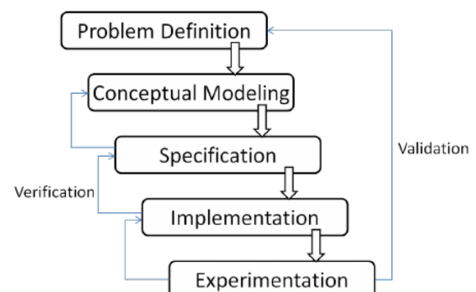 Problem Definition
Conceptual Modeling
Validation
Specification
Verification
Implementation
Experimentation